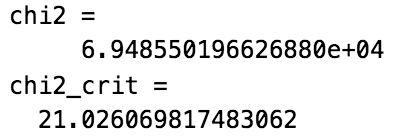 chi2 =
6.948550196626880e+04
chi2_crit =
21.026069817483062